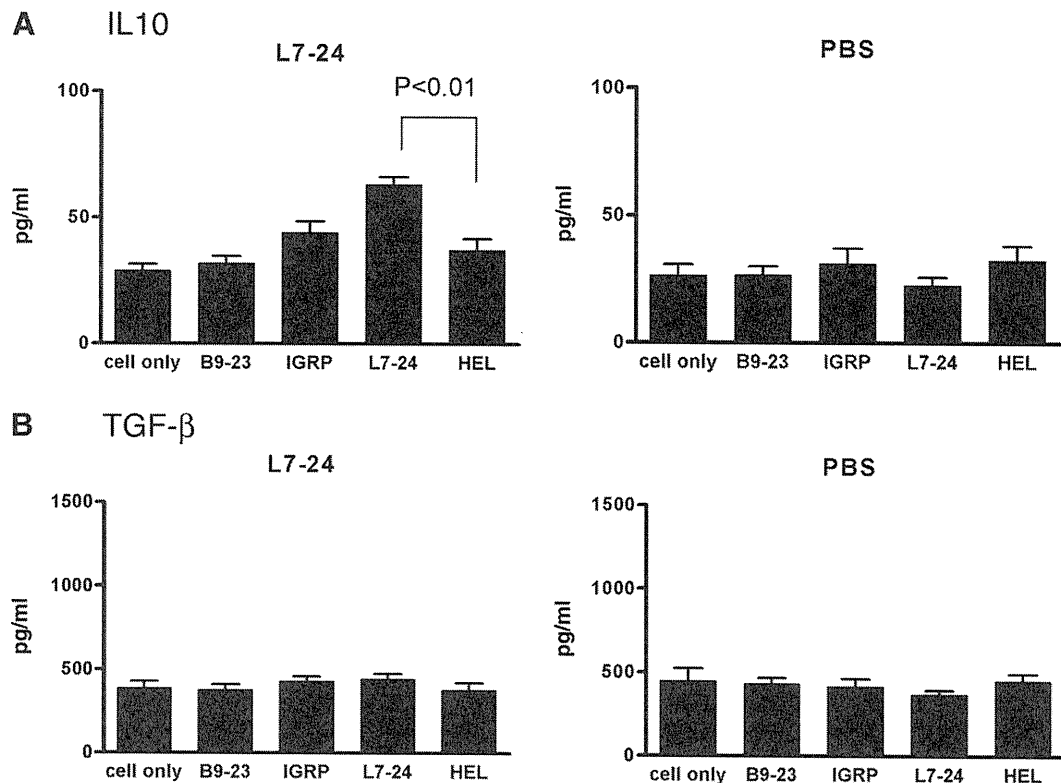 A IL10
L7-24
P<0.01
100
50
0
pg/ml
cell only B9-23 IGRP L7-24 HEL
PBS
100
50
0
pg/ml
cell only B9-23 IGRP L7-24 HEL
B TGF-β
L7-24
1500
1000
500
0
pg/ml
cell only B9-23 IGRP L7-24 HEL
PBS
1500
1000
500
0
pg/ml
cell only B9-23 IGRP L7-24 HEL